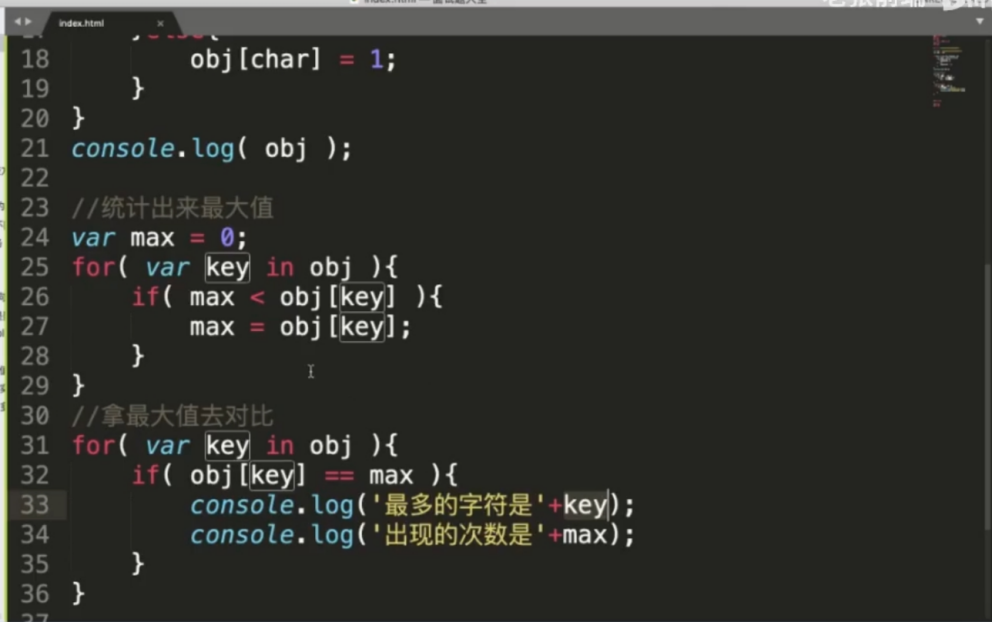 index.html
18 obj[char] = 1;
19 }
20 }
21 console.log( obj );
22
23 //统计出来最大值
24 var max = 0;
25 for( var key in obj ){
26 if( max < obj[key] ){
27 max = obj[key];
28 }
29 }
30 //拿最大值去对比
31 for( var key in obj ){
32 if( obj[key] == max ){
33 console.log('最多的字符是'+key);
34 console.log('出现的次数是'+max);
35 }
36 }